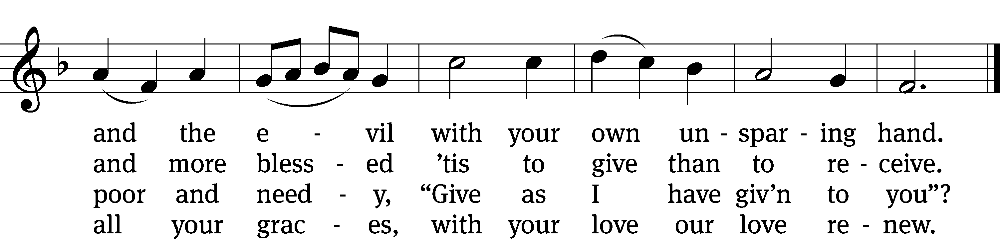 and the e - vil with your own un - spar - ing hand.
and more bless - ed ’tis to give than to re - ceive.
poor and need - y, “Give as I have giv’n to you”?
all your grac - es, with your love our love re - new.